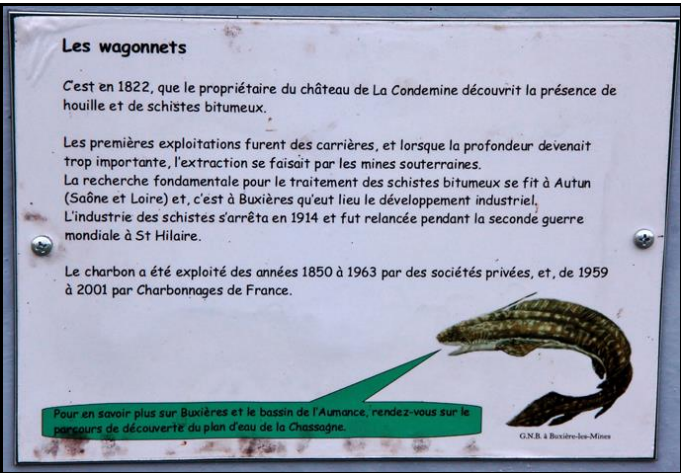 Les wagonnets
C'est en 1822, que le propriétaire du château de La Condemine découvrit la présence de
houille et de schistes bitumeux.
Les premières exploitations furent des carrières, et lorsque la profondeur devenait
trop importante, l'extraction se faisait par les mines souterraines.
La recherche fondamentale pour le traitement des schistes bitumeux se fit à Autun
(Saône et Loire) et, c'est à Buxières qu'eut lieu le développement industriel.
L'industrie des schistes s'arrêta en 1914 et fut relancée pendant la seconde guerre
mondiale à St Hilaire.
Le charbon a été exploité des années 1850 à 1963 par des sociétés privées, et, de 1959
à 2001 par Charbonnages de France.
Pour en savoir plus sur Buxières et le bassin de l'Aumance, rendez-vous sur le
parcours de découverte du plan d'eau de la Chassagne.
G.N.B. à Buxière-les-Mines